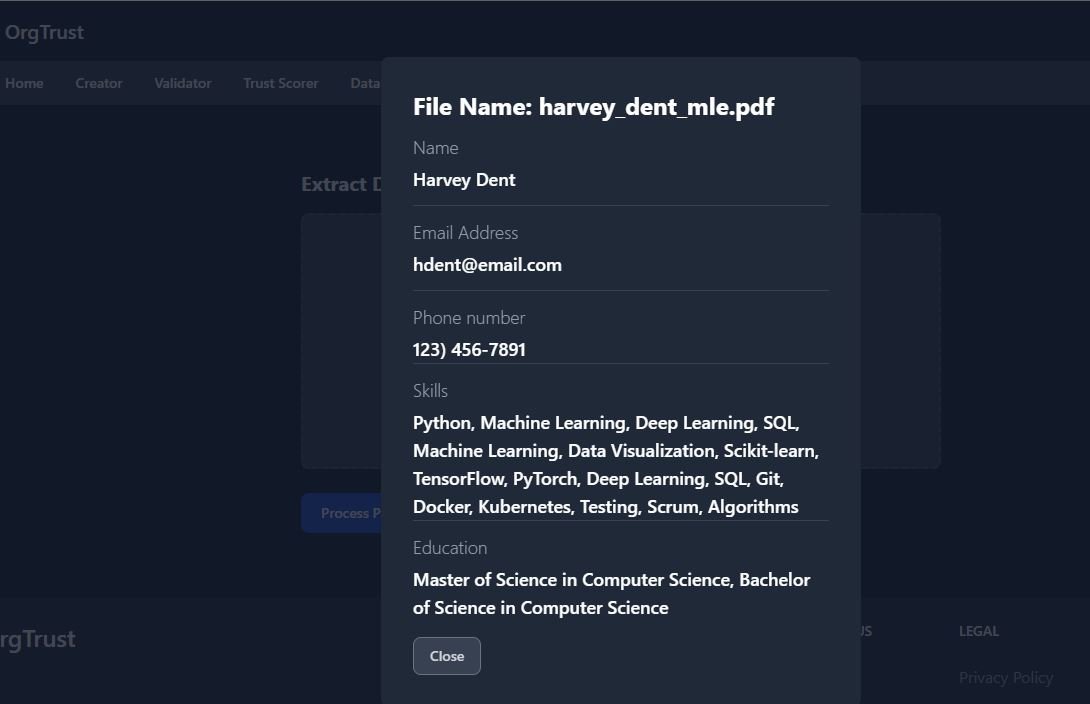 OrgTrust
Home Creator Validator Trust Scorer Data
File Name: harvey_dent_mle.pdf
Name
Harvey Dent
Extract D
Email Address
hdent@email.com
Phone number
123) 456-7891
Skills
Python, Machine Learning, Deep Learning, SQL,
Machine Learning, Data Visualization, Scikit-learn,
TensorFlow, PyTorch, Deep Learning, SQL, Git,
Docker, Kubernetes, Testing, Scrum, Algorithms
Process P
Education
Master of Science in Computer Science, Bachelor
of Science in Computer Science
Close
rgTrust
US
LEGAL
Privacy Policy